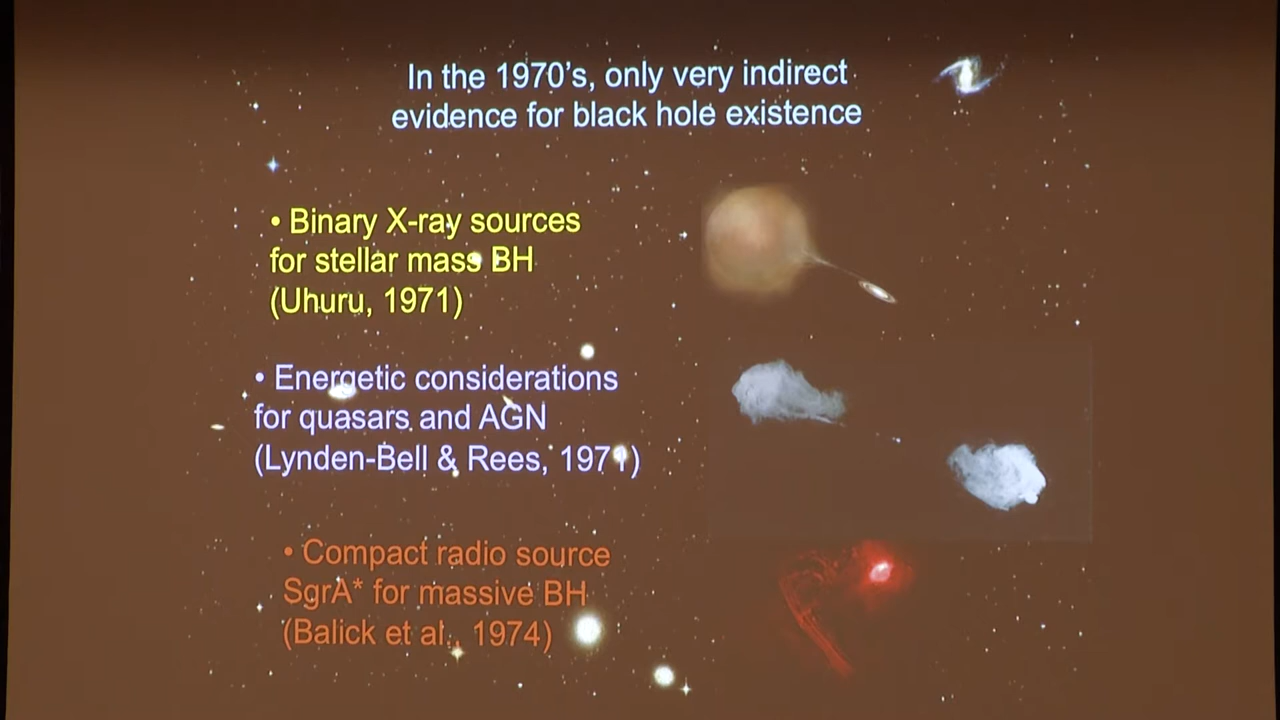 In the 1970's, only very indirect
evidence for black hole existence
• Binary X-ray sources
for stellar mass BH
(Uhuru, 1971)
• Energetic considerations
for quasars and AGN
(Lynden-Bell & Rees, 1971)
• Compact radio source
SgrA* for massive BH
(Balick et al., 1974)